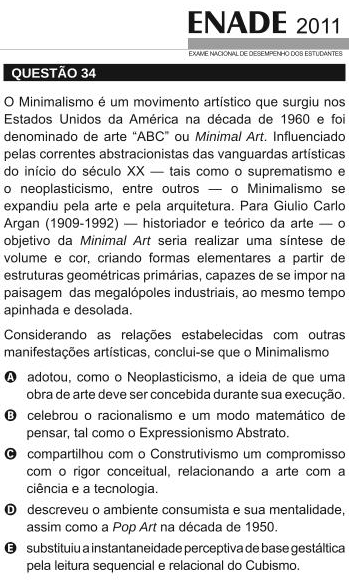 ENADE 2011
EXAME NACIONAL DE DESEMPENHO DOS ESTUDANTES
QUESTÃO 34
O Minimalismo é um movimento artístico que surgiu nos
Estados Unidos da América na década de 1960 e foi
denominado de arte “ABC” ou Minimal Art. Influenciado
pelas correntes abstracionistas das vanguardas artísticas
do início do século XX — tais como o suprematismo e
o neoplasticismo, entre outros — o Minimalismo se
expandiu pela arte e pela arquitetura. Para Giulio Carlo
Argan (1909-1992) — historiador e teórico da arte — o
objetivo da Minimal Art seria realizar uma síntese de
volume e cor, criando formas elementares a partir de
estruturas geométricas primárias, capazes de se impor na
paisagem das megalópoles industriais, ao mesmo tempo
apinhada e desolada.
Considerando as relações estabelecidas com outras
manifestações artísticas, conclui-se que o Minimalismo
A adotou, como o Neoplasticismo, a ideia de que uma
obra de arte deve ser concebida durante sua execução.
B celebrou o racionalismo e um modo matemático de
pensar, tal como o Expressionismo Abstrato.
C compartilhou com o Construtivismo um compromisso
com o rigor conceitual, relacionando a arte com a
ciência e a tecnologia.
D descreveu o ambiente consumista e sua mentalidade,
assim como a Pop Art na década de 1950.
E substituiu a instantaneidade perceptiva de base gestáltica
pela leitura sequencial e relacional do Cubismo.